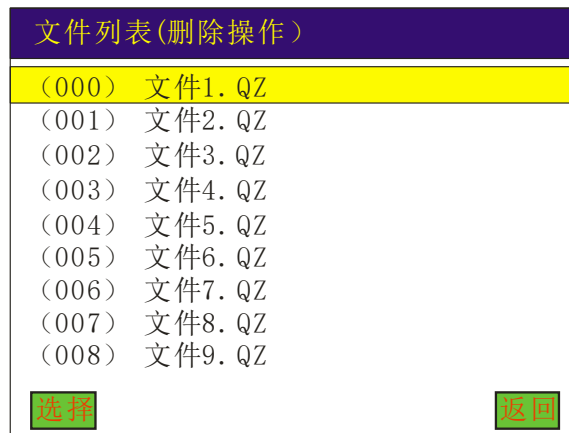 文件列表(删除操作）
（000） 文件1.QZ
（001） 文件2.QZ
（002） 文件3.QZ
（003） 文件4.QZ
（004） 文件5.QZ
（005） 文件6.QZ
（006） 文件7.QZ
（007） 文件8.QZ
（008） 文件9.QZ
选择 返回